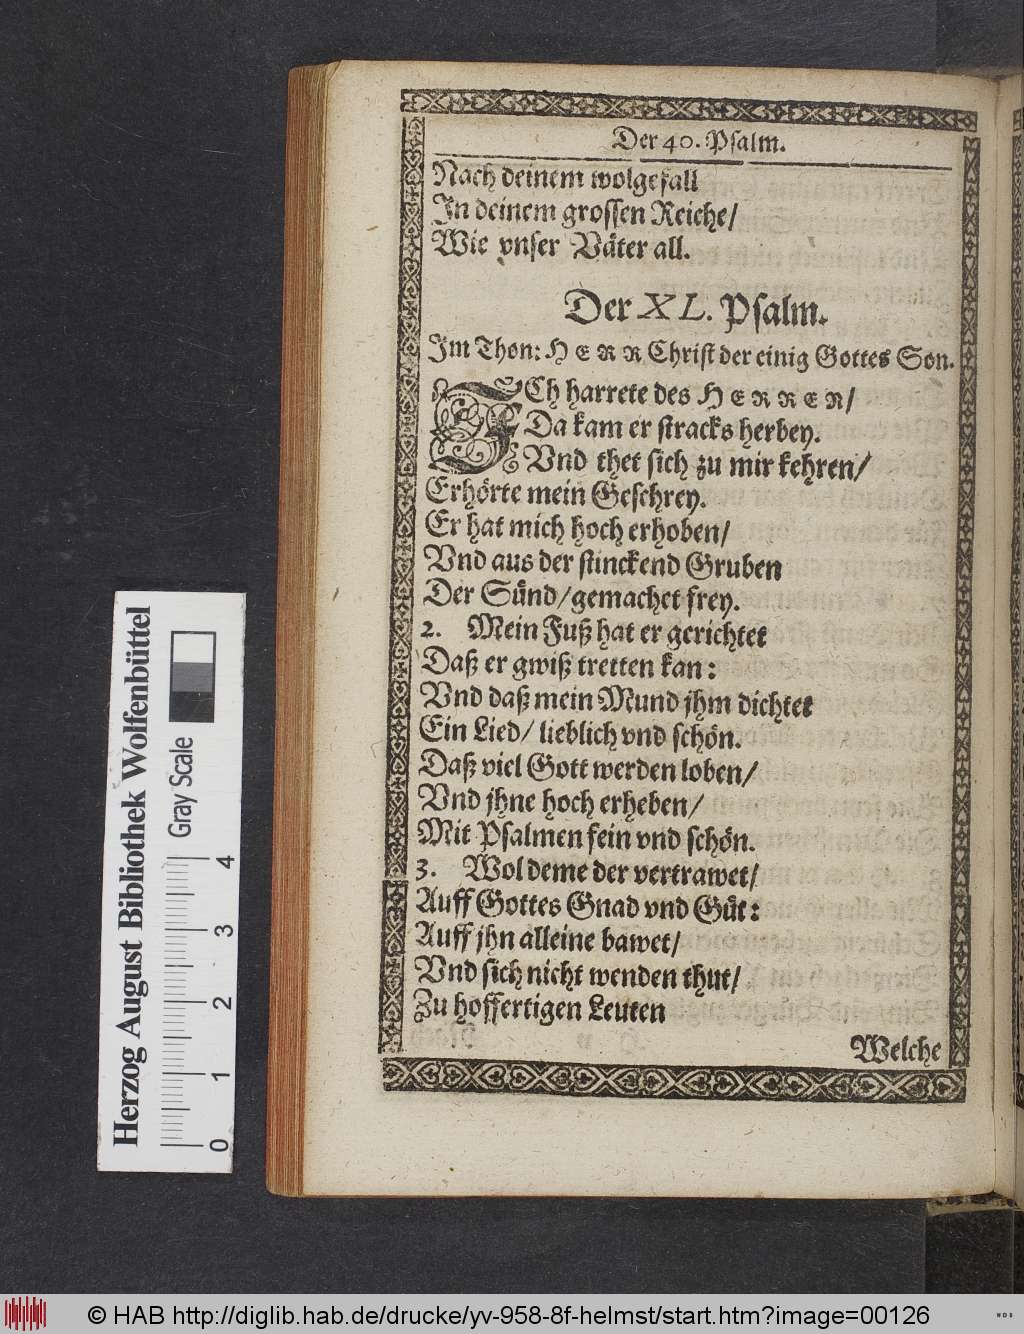 Der 40. Psalm.
Nach deinem wolgefall
In deinem grossen Reiche/
Wie vnser Väter all.
Der XL. Psalm.
Im Thon: HERR Christ der einig Gottes Son.
ICh harrete des HERREN/
Da kam er stracks herbey.
Vnd thet sich zu mir kehren/
Erhörte mein Geschrey.
Er hat mich hoch erhoben/
Vnd aus der stinckend Gruben
Der Sünd/ gemachet frey.
2. Mein Fuß hat er gerichtet
Daß er gwiß tretten kan:
Vnd daß mein Mund jhm dichtet
Ein Lied/ lieblich vnd schön.
Daß viel Gott werden loben/
Vnd jhne hoch erheben/
Mit Psalmen fein vnd schön.
3. Wol deme der vertrawet/
Auff Gottes Gnad vnd Güt:
Auff jhn alleine bawet/
Vnd sich nicht wenden thut/
Zu hoffertigen Leuten
Welche
Herzog August Bibliothek Wolfenbüttel
Gray Scale
0 1 2 3 4
© HAB http://diglib.hab.de/drucke/yv-958-8f-helmst/start.htm?image=00126